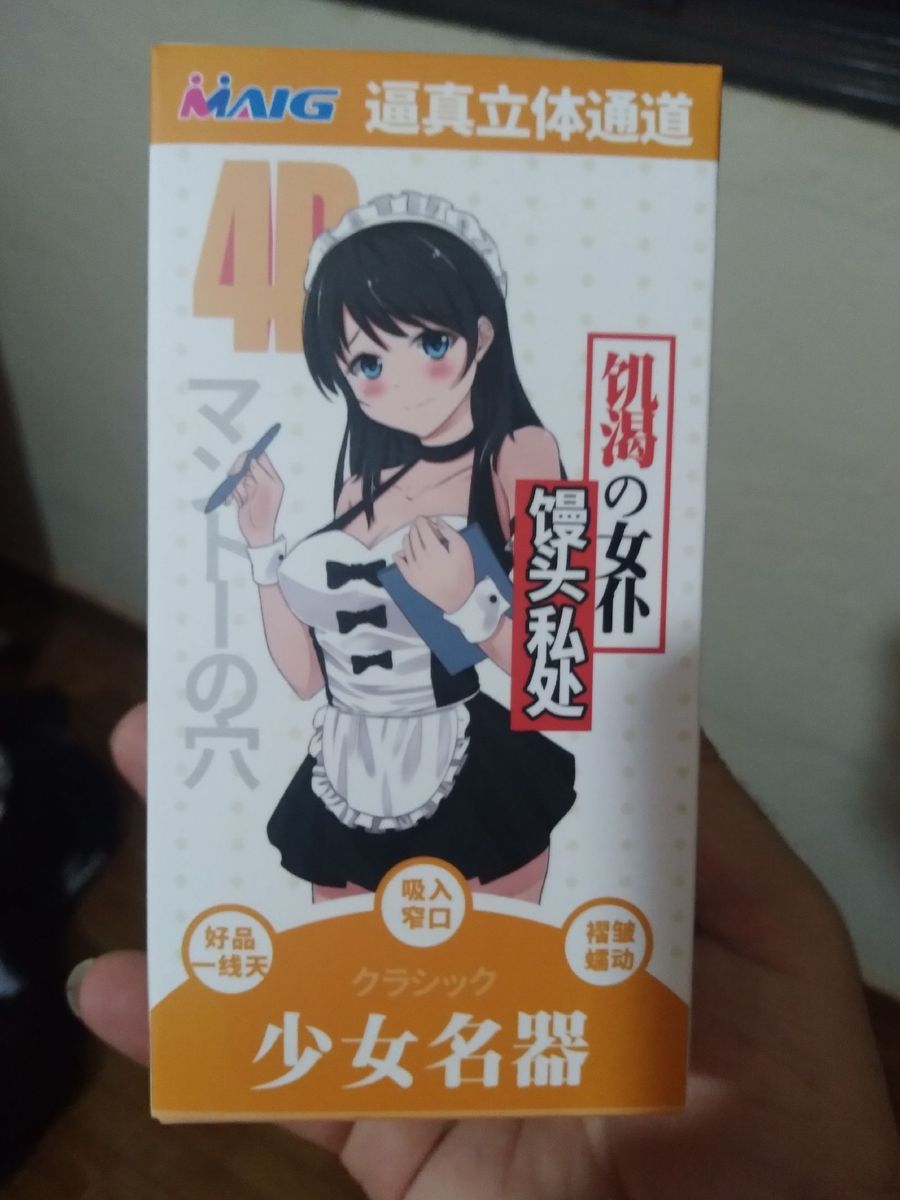 MAIG
逼真立体通道
4D
マントーの穴
饥渴の女仆
馒头私处
吸入
窄口
好品
一线天
褶皱
蠕动
クラシック
少女名器